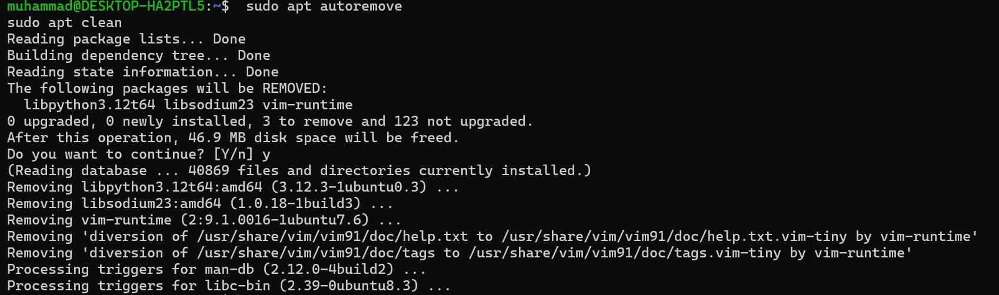 muhammad@DESKTOP-HA2PTL5:~$  sudo apt autoremove
sudo apt clean
Reading package lists... Done
Building dependency tree... Done
Reading state information... Done
The following packages will be REMOVED:
  libpython3.12t64 libsodium23 vim-runtime
0 upgraded, 0 newly installed, 3 to remove and 123 not upgraded.
After this operation, 46.9 MB disk space will be freed.
Do you want to continue? [Y/n] y
(Reading database ... 40869 files and directories currently installed.)
Removing libpython3.12t64:amd64 (3.12.3-1ubuntu0.3) ...
Removing libsodium23:amd64 (1.0.18-1build3) ...
Removing vim-runtime (2:9.1.0016-1ubuntu7.6) ...
Removing 'diversion of /usr/share/vim/vim91/doc/help.txt to /usr/share/vim/vim91/doc/help.txt.vim-tiny by vim-runtime'
Removing 'diversion of /usr/share/vim/vim91/doc/tags to /usr/share/vim/vim91/doc/tags.vim-tiny by vim-runtime'
Processing triggers for man-db (2.12.0-4build2) ...
Processing triggers for libc-bin (2.39-0ubuntu8.3) ...